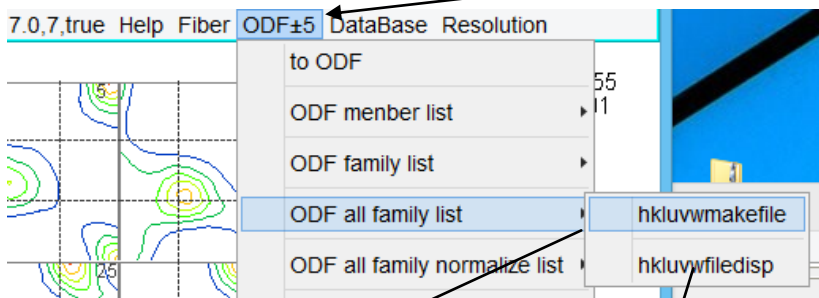 7.0,7,true Help Fiber ODF±5 DataBase Resolution
to ODF
55
ODF menber list
11
5
ODF family list
ODF all family list
hkluvwmakefile
25
ODF all family normalize list
hkluvwfiledisp